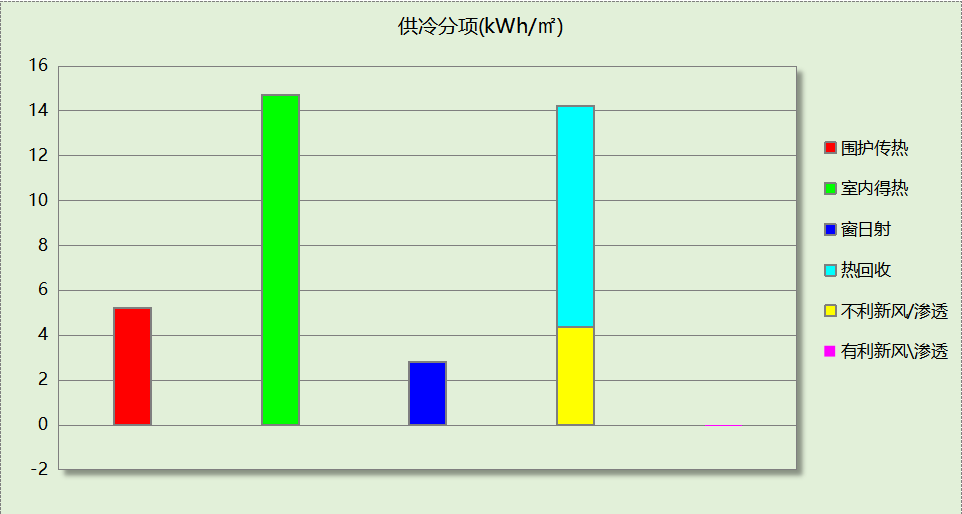 供冷分项(kWh/㎡)
16
14
12
10
8
6
4
2
0
-2
围护传热
室内得热
窗日射
热回收
不利新风/渗透
有利新风\渗透